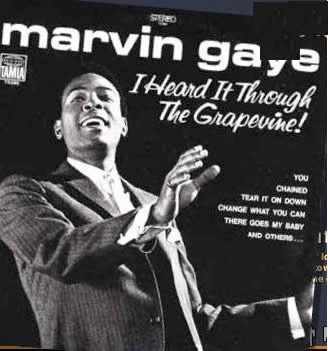 STEREO
marvin gaye
TAMLA
I Heard It Through
The Grapevine!
YOU
CHAINED
TEAR IT ON DOWN
CHANGE WHAT YOU CAN
THERE GOES MY BABY
AND OTHERS...